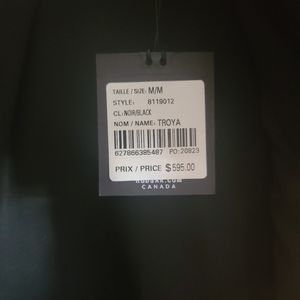 TAILLE / SIZE: M/M
STYLE: 8119012
CL:NOIR/BLACK
NOM / NAME: TROYA
627866385487 PO:20823
PRIX / PRICE $595.00
CANADA